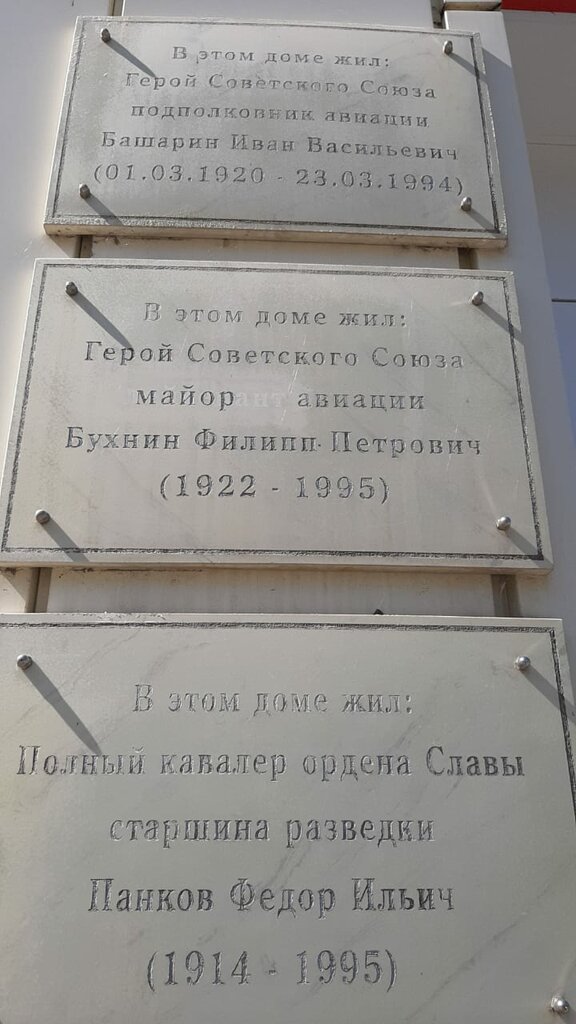 В этом доме жил:
Герой Советского Союза
подполковник авиации
Башарин Иван Васильевич
(01.03.1920 - 23.03.1994)
В этом доме жил:
Герой Советского Союза
майор авиации
Бухнин Филипп Петрович
(1922 - 1995)
В этом доме жил:
Полный кавалер ордена Славы
старшина разведки
Панков Федор Ильич
(1914 - 1995)